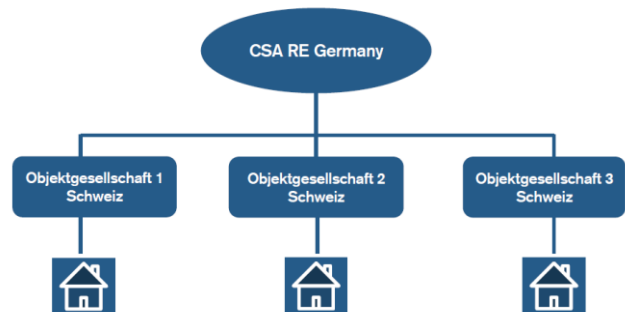 CSA RE Germany
Objektgesellschaft 1
Schweiz
Objektgesellschaft 2
Schweiz
Objektgesellschaft 3
Schweiz